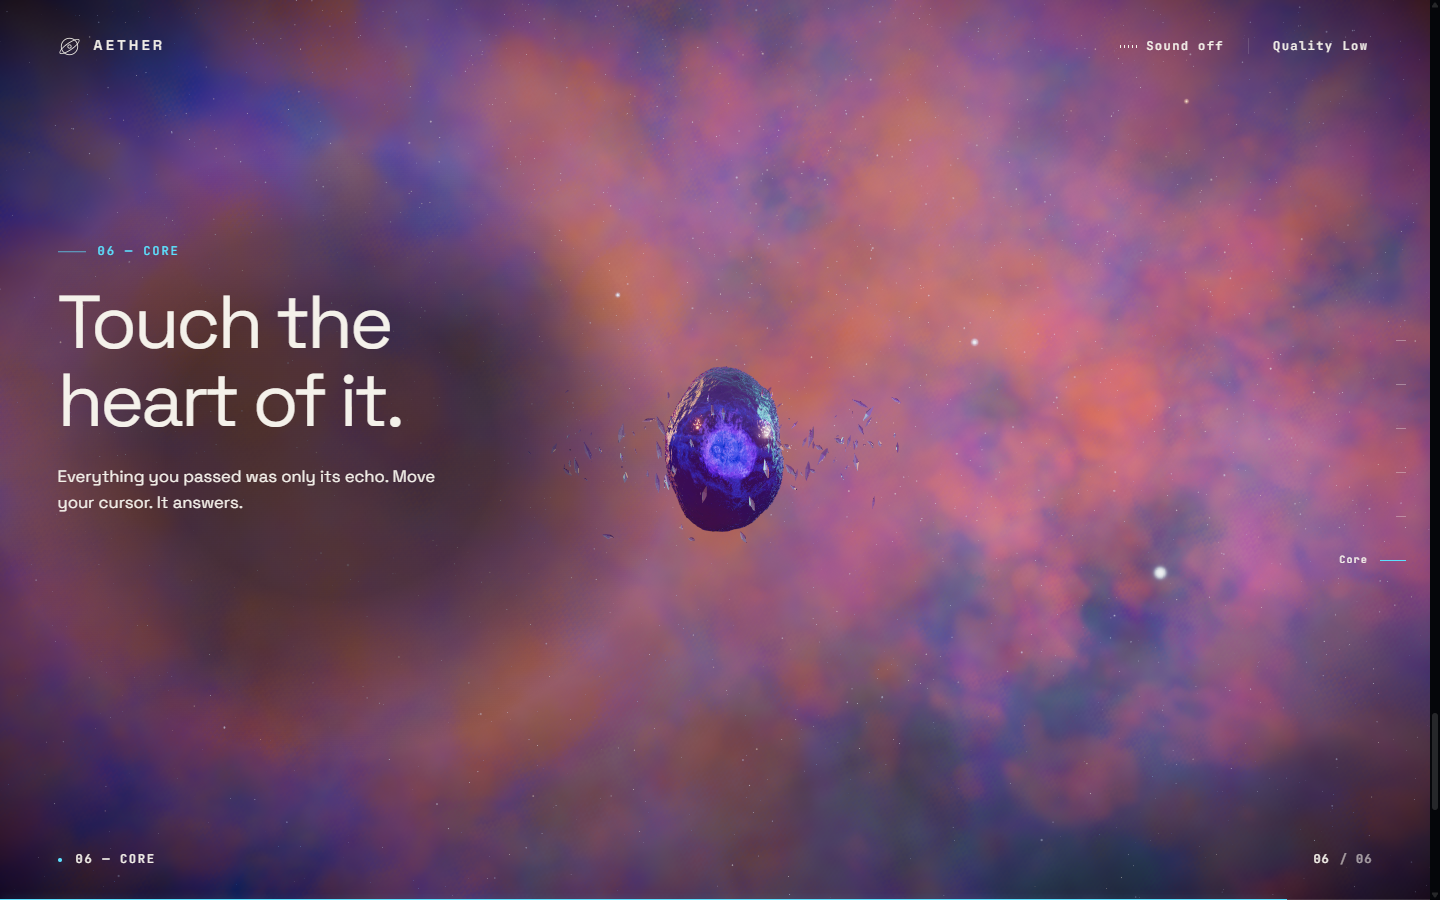 AETHER
Sound off
Quality Low
06 — CORE
Touch the
heart of it.
Everything you passed was only its echo. Move
your cursor. It answers.
Core
06 — CORE
06 / 06